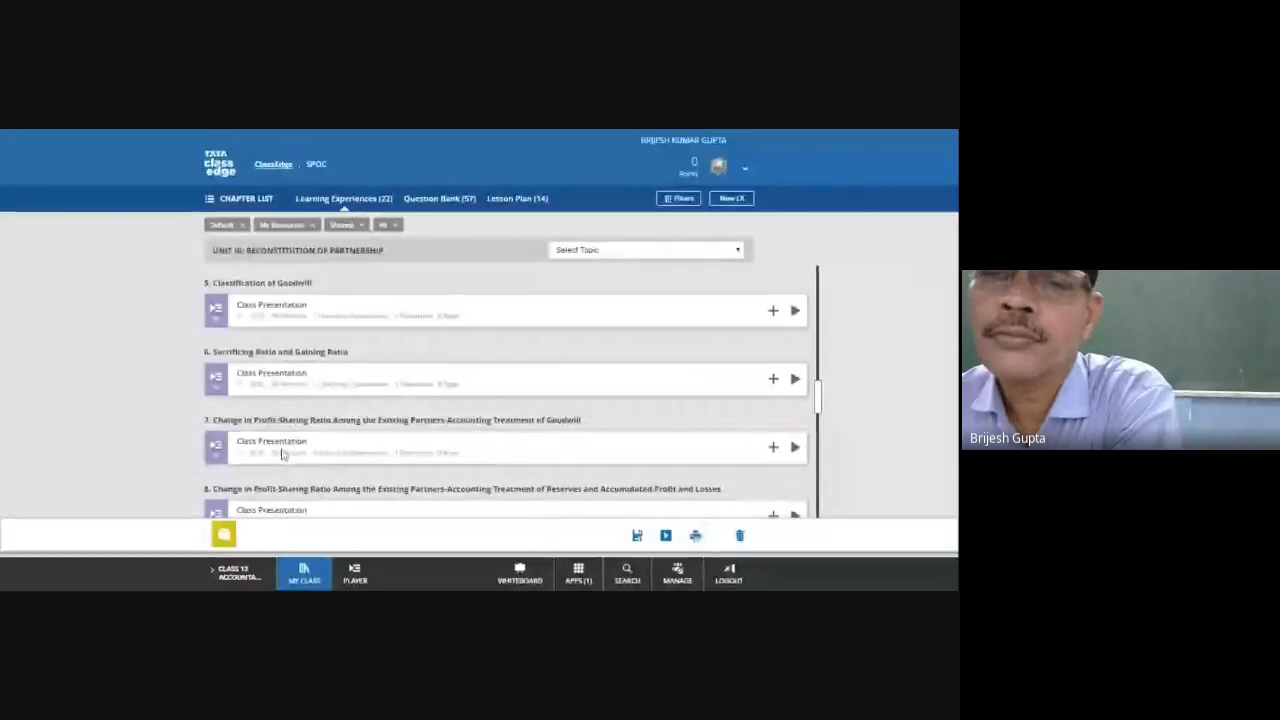 BRIJESH KUMAR GUPTA
TATA
class
edge
ClassEdge . SPOC
0
Points
CHAPTER LIST Learning Experiences (22) Question Bank (57) Lesson Plan (14) Filters New LX
Default x My Resources x Shared x
UNIT III: RECONSTITUTION OF PARTNERSHIP Select Topic
5. Classification of Goodwill
Class Presentation
6. Sacrificing Ratio and Gaining Ratio
Class Presentation
7. Change in Profit-Sharing Ratio Among the Existing Partners-Accounting Treatment of Goodwill
Class Presentation
8. Change in Profit-Sharing Ratio Among the Existing Partners-Accounting Treatment of Reserves and Accumulated Profit and Losses
Class Presentation
CLASS 12
ACCOUNTA...
MY CLASS PLAYER WHITEBOARD APPS (1) SEARCH MANAGE LOGOUT
Brijesh Gupta